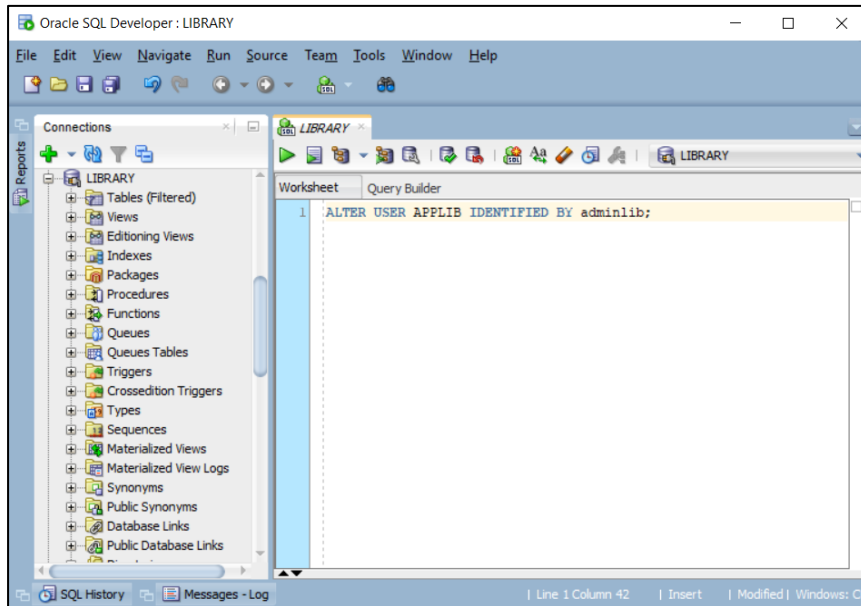 Oracle SQL Developer : LIBRARY
File Edit View Navigate Run Source Team Tools Window Help
Reports
Connections
LIBRARY
Tables (Filtered)
Views
Editioning Views
Indexes
Packages
Procedures
Functions
Queues
Queues Tables
Triggers
Crossedition Triggers
Types
Sequences
Materialized Views
Materialized View Logs
Synonyms
Public Synonyms
Database Links
Public Database Links
LIBRARY
LIBRARY
Worksheet Query Builder
1 ALTER USER APPLIB IDENTIFIED BY adminlib;
SQL History Messages - Log
Line 1 Column 42 | Insert | Modified | Windows: C